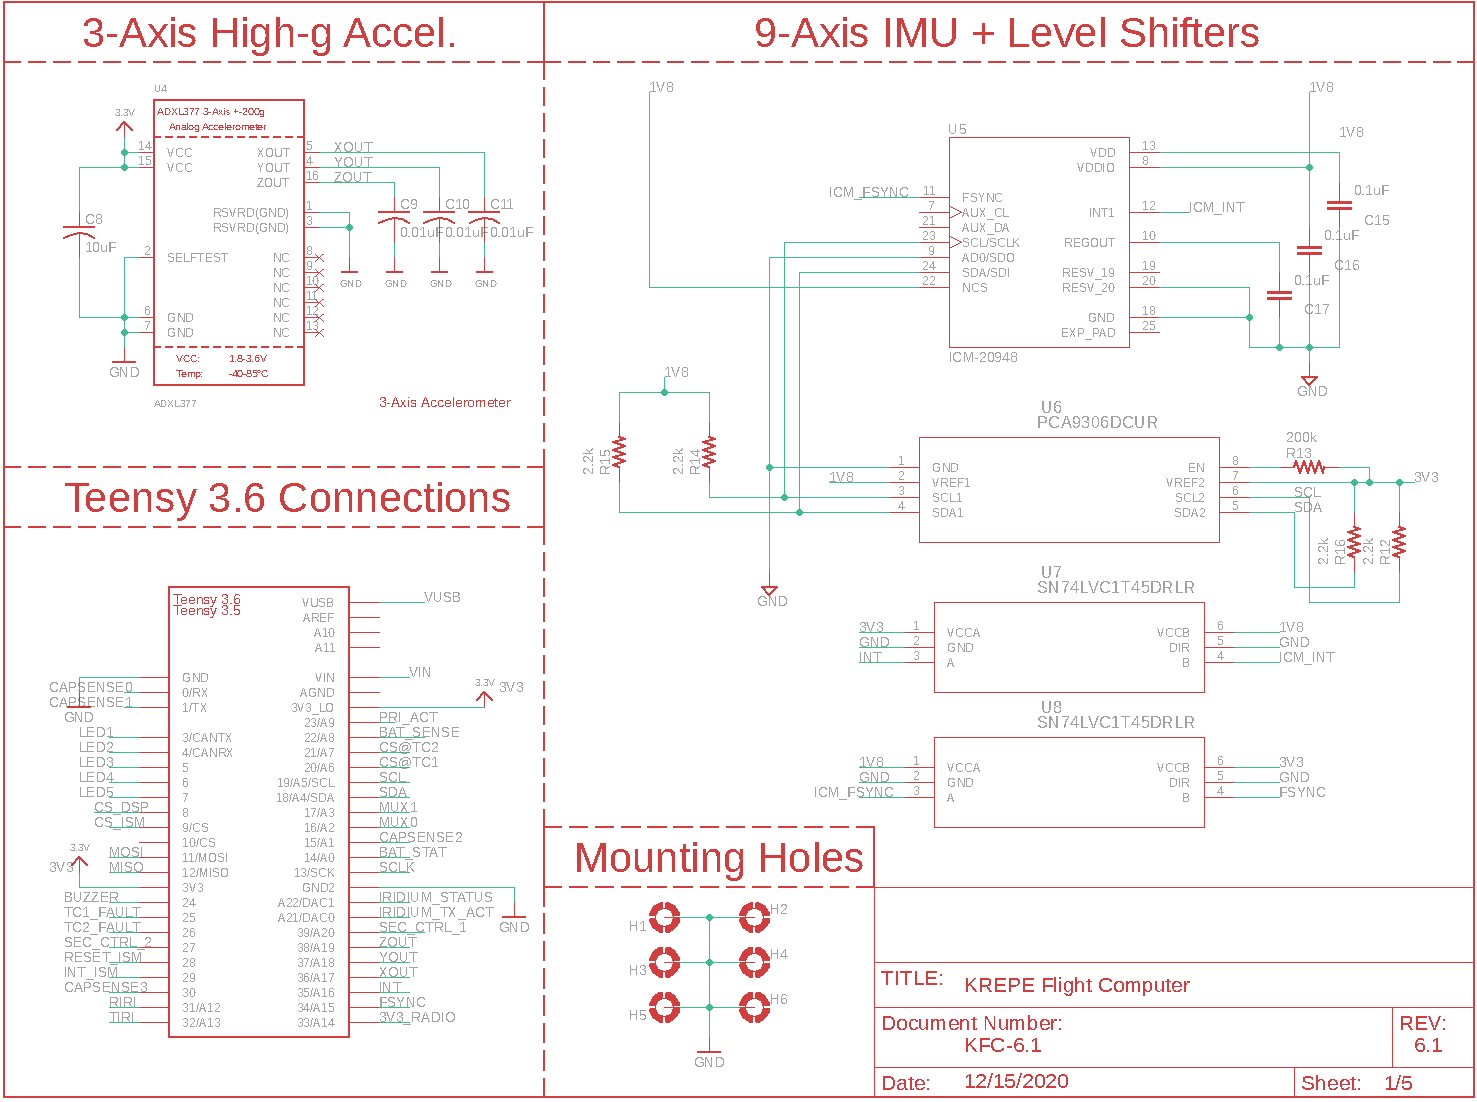 3-Axis High-g Accel.
9-Axis IMU + Level Shifters
U4
3.3V
ADXL377 3-Axis +-200g
Analog Accelerometer
14 VCC XOUT 5 XOUT
15 VCC YOUT 4 YOUT
ZOUT 16 ZOUT
RSVRD(GND) 1
RSVRD(GND) 3
C8
10uF
C9 C10 C11
0.01uF 0.01uF 0.01uF
2 SELFTEST NC 8
NC 9
NC 10
NC 11
6 GND NC 12
7 GND NC 13
GND GND GND GND
VCC: 1.8-3.6V
Temp: -40-85°C
GND
ADXL377
3-Axis Accelerometer
1V8
1V8
1V8
U5
VDD 13
VDDIO 8
ICM_FSYNC 11 FSYNC
7 AUX_CL INT1 12 ICM_INT
21 AUX_DA
23 SCL/SCLK REGOUT 10
9 AD0/SDO
24 SDA/SDI RESV_19 19
22 NCS RESV_20 20
GND 18
EXP_PAD 25
ICM-20948
0.1uF
C15
0.1uF
C16
0.1uF
C17
GND
1V8
2.2k
R15
2.2k
R14
U6
PCA9306DCUR
1 GND EN 8
1V8 2 VREF1 VREF2 7 3V3
3 SCL1 SCL2 6 SCL
4 SDA1 SDA2 5 SDA
200k
R13
2.2k
R16
2.2k
R12
GND
U7
SN74LVC1T45DRLR
3V3 1 VCCA VCCB 6 1V8
GND 2 GND DIR 5 GND
INT 3 A B 4 ICM_INT
U8
SN74LVC1T45DRLR
1V8 1 VCCA VCCB 6 3V3
GND 2 GND DIR 5 GND
ICM_FSYNC 3 A B 4 FSYNC
Teensy 3.6 Connections
Teensy 3.6
Teensy 3.5
VUSB VUSB
AREF
A10
A11
GND VIN VIN
CAPSENSE0 0/RX AGND
CAPSENSE1 1/TX 3V3_LO
GND
3.3V 3V3
23/A9 PRI_ACT
LED1 3/CANTX 22/A8 BAT_SENSE
LED2 4/CANRX 21/A7 CS@TC2
LED3 5 20/A6 CS@TC1
LED4 6 19/A5/SCL SCL
LED5 7 18/A4/SDA SDA
CS_DSP 8 17/A3 MUX1
CS_ISM 9/CS 16/A2 MUX0
10/CS 15/A1 CAPSENSE2
MOSI 11/MOSI 14/A0 BAT_STAT
MISO 12/MISO 13/SCK SCLK
3.3V
3V3
3V3 GND2
BUZZER 24 A22/DAC1 IRIDIUM_STATUS
TC1_FAULT 25 A21/DAC0 IRIDIUM_TX_ACT
TC2_FAULT 26 39/A20 SEC_CTRL_1
GND
SEC_CTRL_2 27 38/A19 ZOUT
RESET_ISM 28 37/A18 YOUT
INT_ISM 29 36/A17 XOUT
CAPSENSE3 30 35/A16 INT
RIRI 31/A12 34/A15 FSYNC
TIRI 32/A13 33/A14 3V3_RADIO
Mounting Holes
H1 H2
H3 H4
H5 H6
GND
TITLE: KREPE Flight Computer
Document Number:
KFC-6.1
REV:
6.1
Date: 12/15/2020
Sheet: 1/5